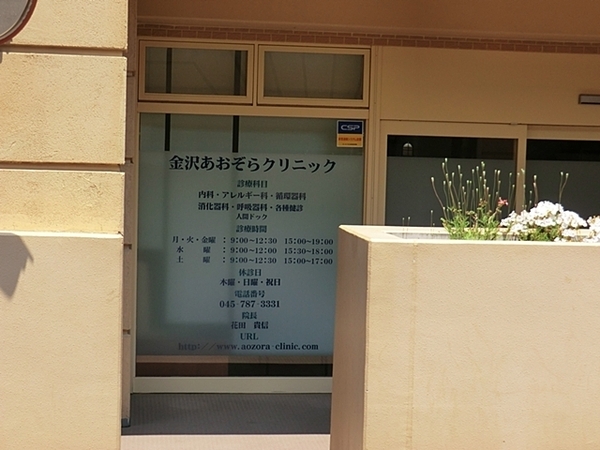 CSP
金沢あおぞらクリニック
診療科目
内科・アレルギー科・循環器科
消化器科・呼吸器科・各種健診
人間ドック
診療時間
月・火・金曜 : 9:00~12:30 15:00~19:00
水 曜 : 9:00~12:30 15:30~18:00
土 曜 : 9:00~12:30 15:00~17:00
休診日
木曜・日曜・祝日
電話番号
045-787-3331
院長
花田 貴信
URL
http://www.aozora-clinic.com